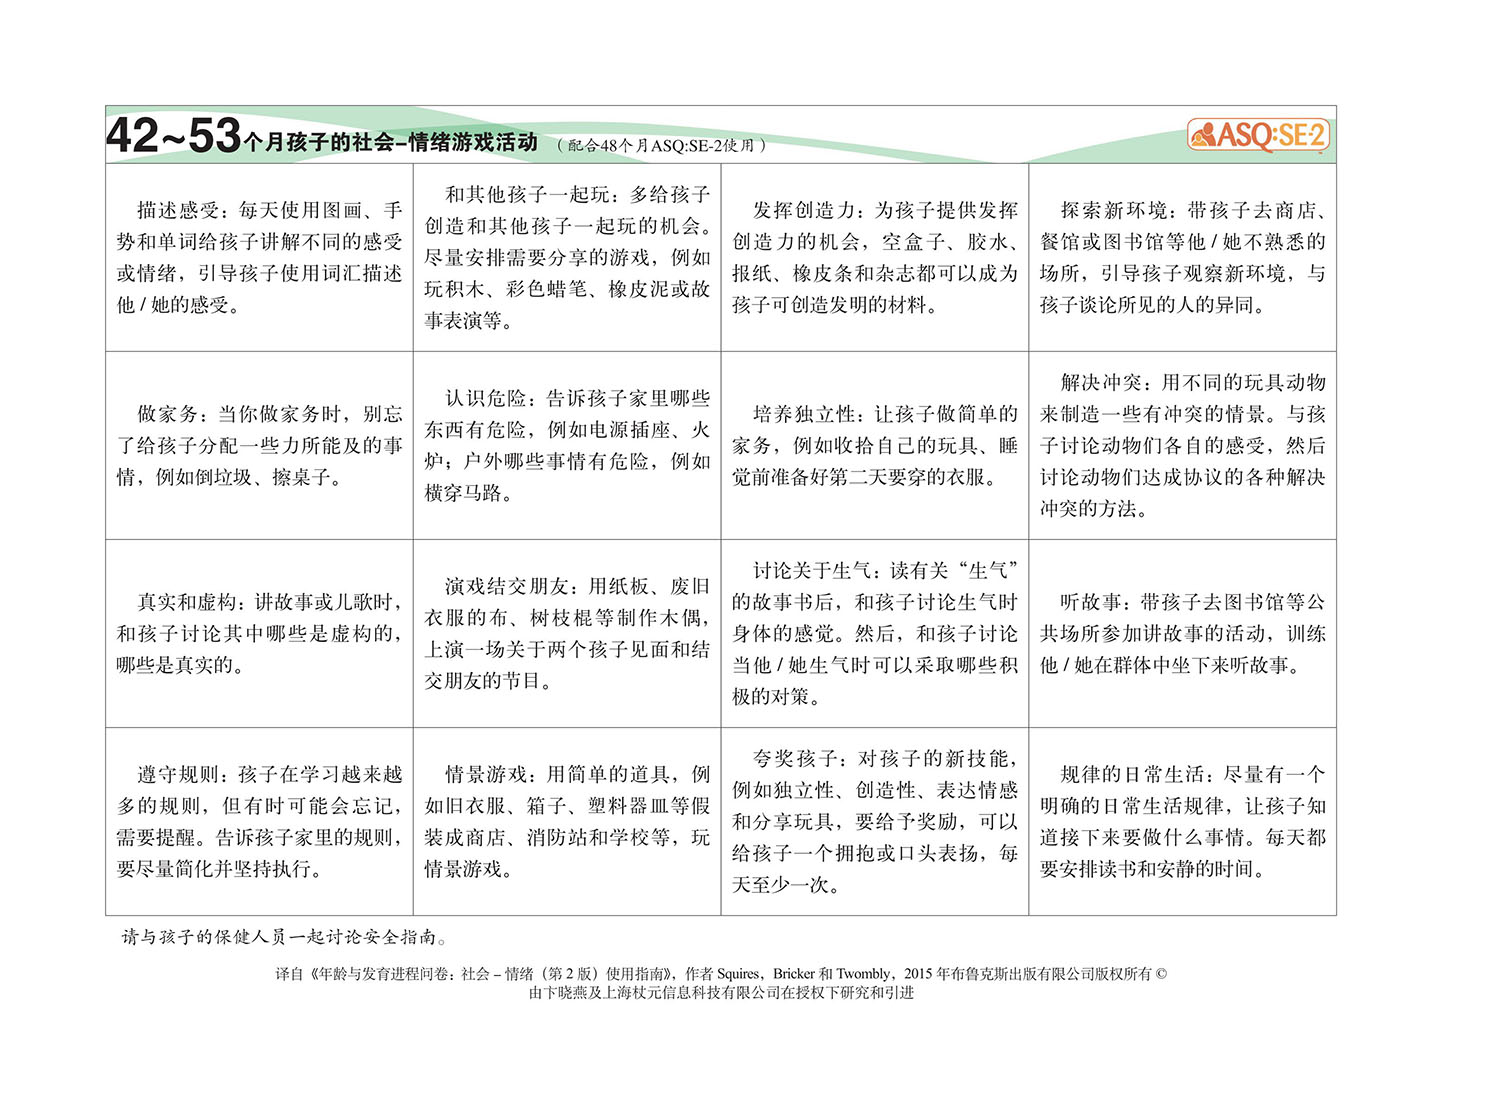 42~53个月孩子的社会–情绪游戏活动 （配合48个月ASQ:SE-2使用）
ASQ:SE-2™
描述感受：每天使用图画、手
势和单词给孩子讲解不同的感受
或情绪，引导孩子使用词汇描述
他 / 她的感受。
和其他孩子一起玩：多给孩子
创造和其他孩子一起玩的机会。
尽量安排需要分享的游戏，例如
玩积木、彩色蜡笔、橡皮泥或故
事表演等。
发挥创造力：为孩子提供发挥
创造力的机会，空盒子、胶水、
报纸、橡皮条和杂志都可以成为
孩子可创造发明的材料。
探索新环境：带孩子去商店、
餐馆或图书馆等他 / 她不熟悉的
场所，引导孩子观察新环境，与
孩子谈论所见的人的异同。
做家务：当你做家务时，别忘
了给孩子分配一些力所能及的事
情，例如倒垃圾、擦桌子。
认识危险：告诉孩子家里哪些
东西有危险，例如电源插座、火
炉；户外哪些事情有危险，例如
横穿马路。
培养独立性：让孩子做简单的
家务，例如收拾自己的玩具、睡
觉前准备好第二天要穿的衣服。
解决冲突：用不同的玩具动物
来制造一些有冲突的情景。与孩
子讨论动物们各自的感受，然后
讨论动物们达成协议的各种解决
冲突的方法。
真实和虚构：讲故事或儿歌时，
和孩子讨论其中哪些是虚构的，
哪些是真实的。
演戏结交朋友：用纸板、废旧
衣服的布、树枝棍等制作木偶，
上演一场关于两个孩子见面和结
交朋友的节目。
讨论关于生气：读有关“生气”
的故事书后，和孩子讨论生气时
身体的感觉。然后，和孩子讨论
当他 / 她生气时可以采取哪些积
极的对策。
听故事：带孩子去图书馆等公
共场所参加讲故事的活动，训练
他 / 她在群体中坐下来听故事。
遵守规则：孩子在学习越来越
多的规则，但有时可能会忘记，
需要提醒。告诉孩子家里的规则，
要尽量简化并坚持执行。
情景游戏：用简单的道具，例
如旧衣服、箱子、塑料器皿等假
装成商店、消防站和学校等，玩
情景游戏。
夸奖孩子：对孩子的新技能，
例如独立性、创造性、表达情感
和分享玩具，要给予奖励，可以
给孩子一个拥抱或口头表扬，每
天至少一次。
规律的日常生活：尽量有一个
明确的日常生活规律，让孩子知
道接下来要做什么事情。每天都
要安排读书和安静的时间。
请与孩子的保健人员一起讨论安全指南。
译自《年龄与发育进程问卷：社会 – 情绪（第 2 版）使用指南》，作者 Squires，Bricker 和 Twombly，2015 年布鲁克斯出版有限公司版权所有 ©
由卞晓燕及上海杖元信息科技有限公司在授权下研究和引进